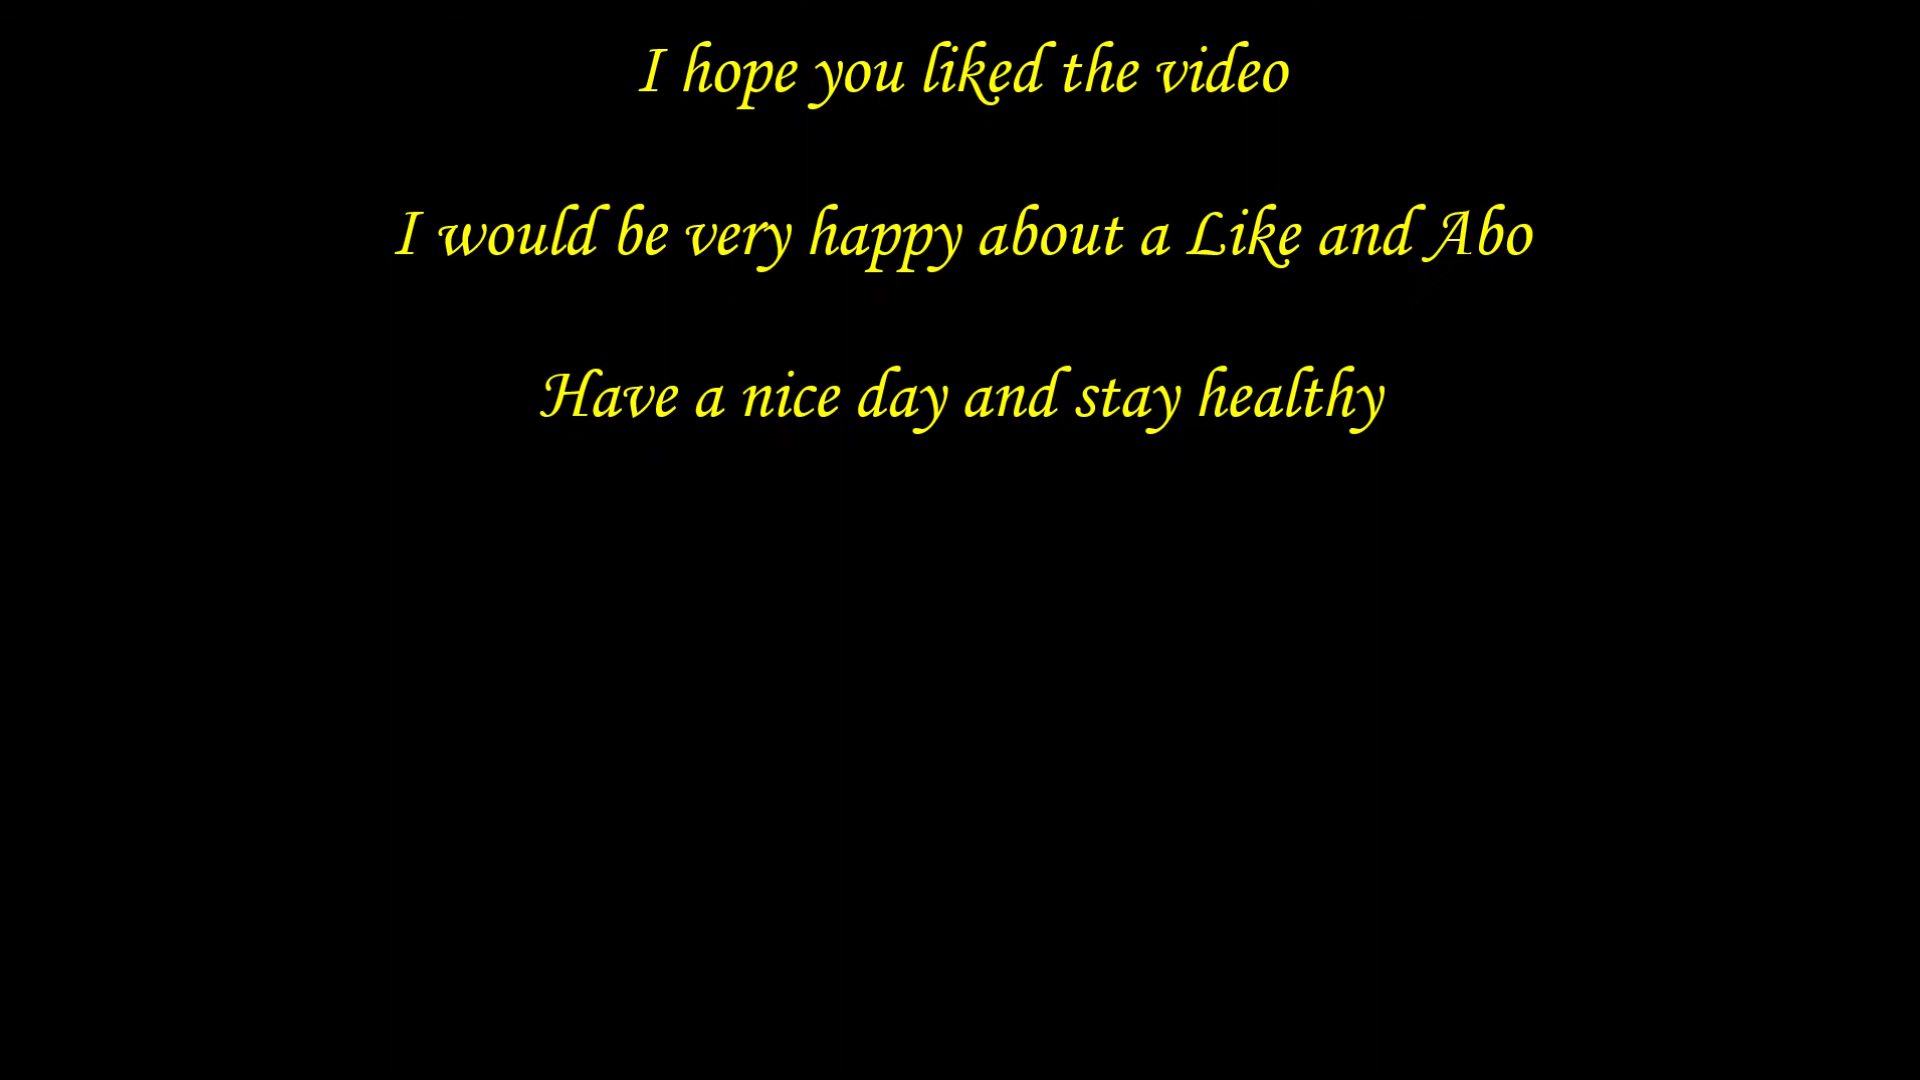 I hope you liked the video
I would be very happy about a Like and Abo
Have a nice day and stay healthy